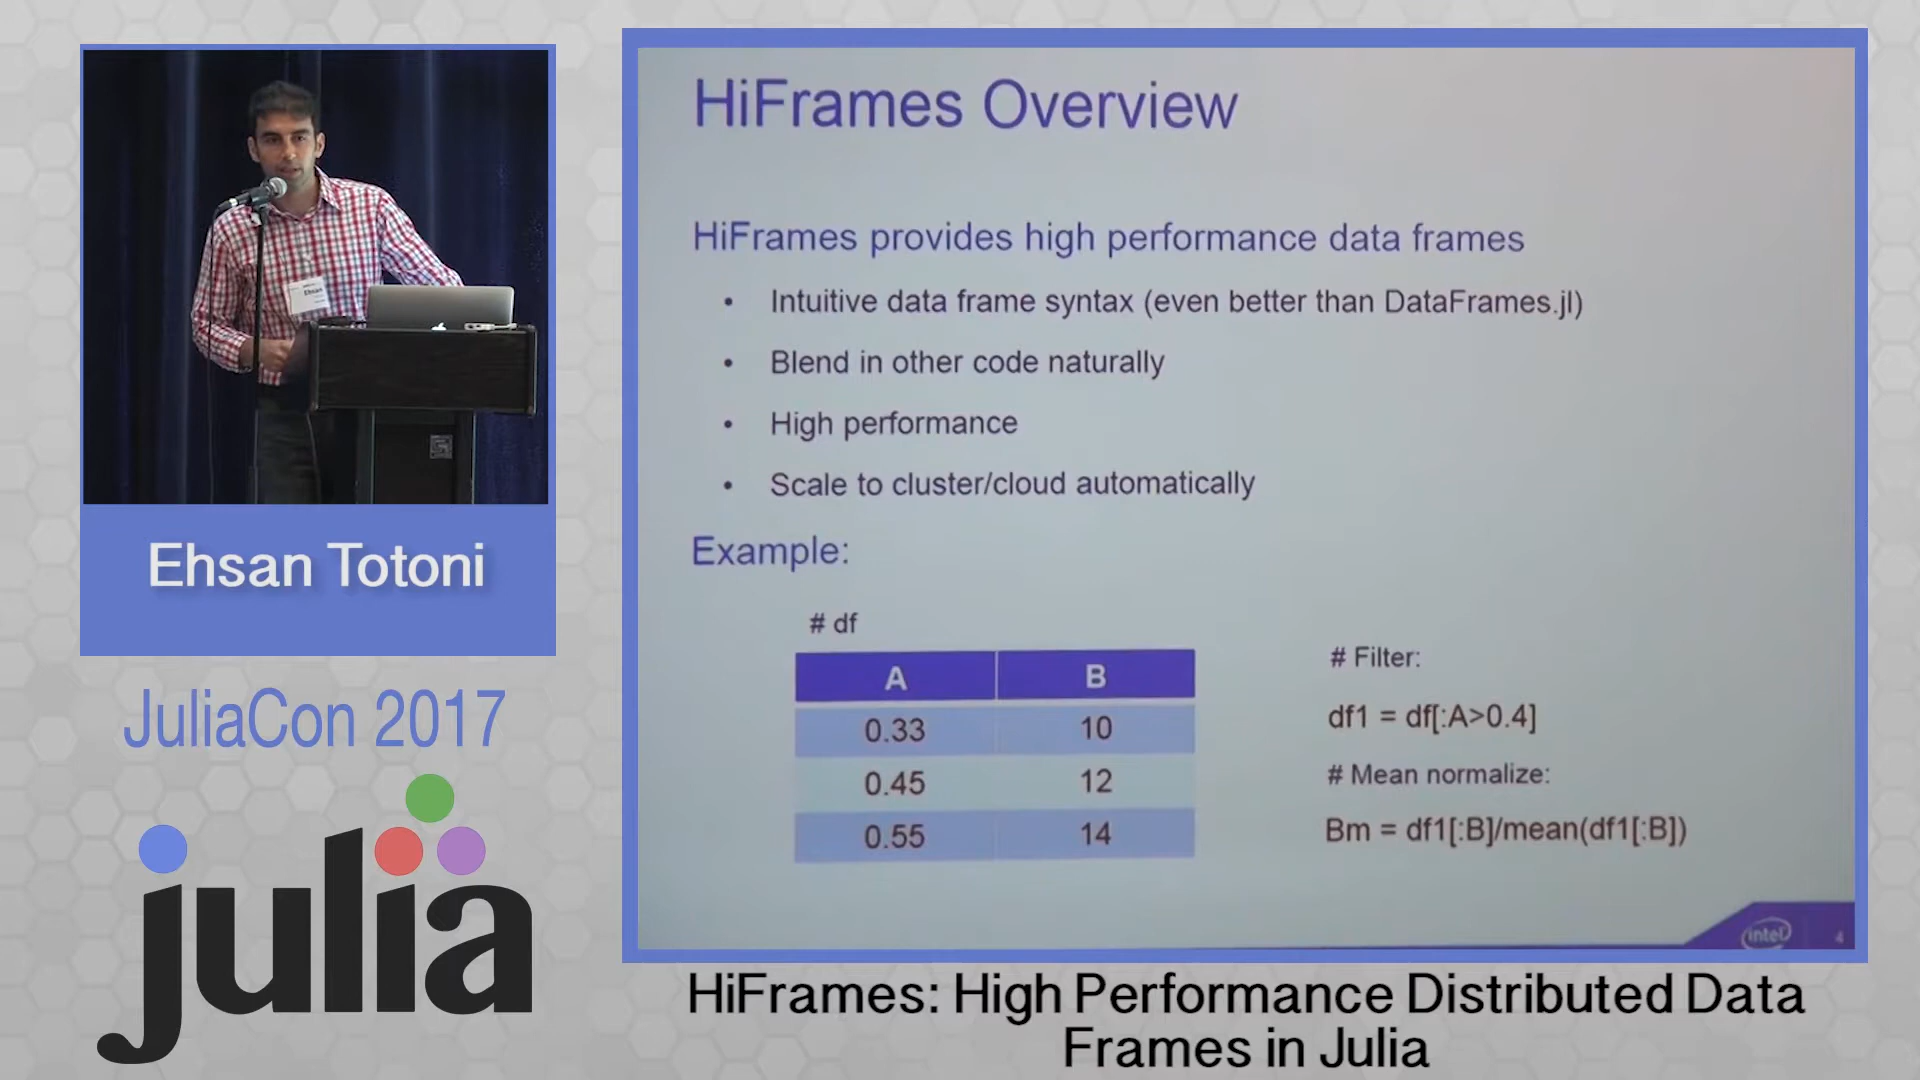 HiFrames Overview
HiFrames provides high performance data frames
• Intuitive data frame syntax (even better than DataFrames.jl)
• Blend in other code naturally
• High performance
• Scale to cluster/cloud automatically
Example:
# df
A B
0.33 10
0.45 12
0.55 14
# Filter:
df1 = df[:A>0.4]
# Mean normalize:
Bm = df1[:B]/mean(df1[:B])
intel
4
Ehsan
Ehsan Totoni
JuliaCon 2017
julia
HiFrames: High Performance Distributed Data
Frames in Julia